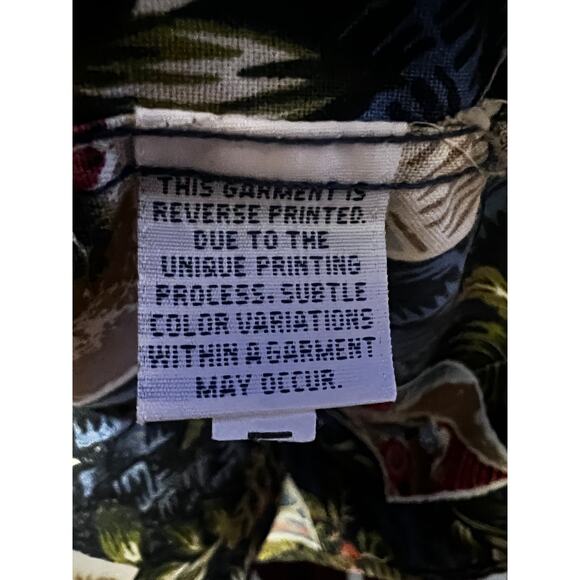 THIS GARMENT IS
REVERSE PRINTED.
DUE TO THE
UNIQUE PRINTING
PROCESS. SUBTLE
COLOR VARIATIONS
WITHIN A GARMENT
MAY OCCUR.